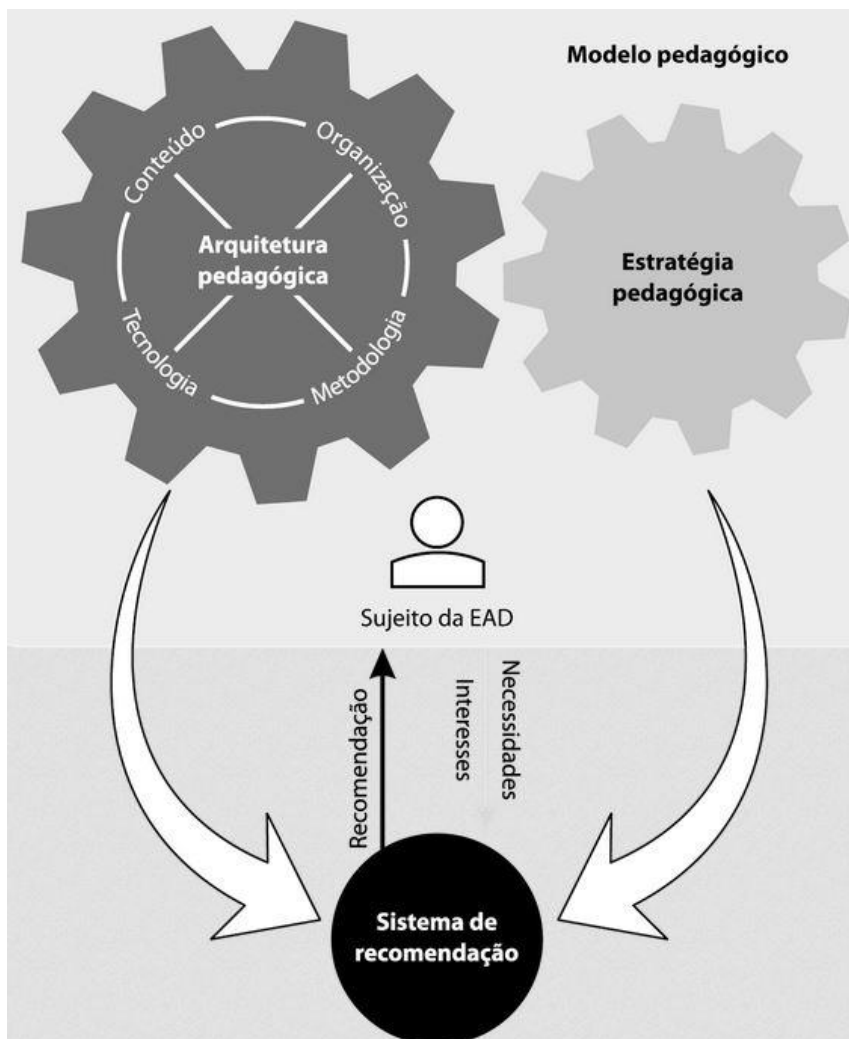 Modelo pedagógico
Conteúdo
Organização
Arquitetura
pedagógica
Tecnologia
Metodologia
Estratégia
pedagógica
Sujeito da EAD
Recomendação
Interesses
Necessidades
Sistema de
recomendação